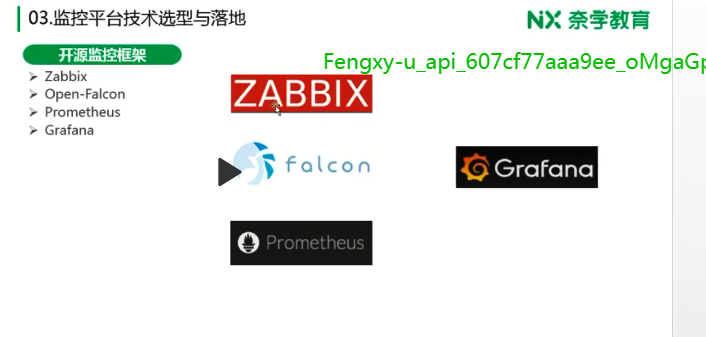 03.监控平台技术选型与落地
NX 奈学教育
开源监控框架
Fengxy-u_api_607cf77aaa9ee_oMgaGp
Zabbix
Open-Falcon
Prometheus
Grafana
ZABBIX
falcon
Grafana
Prometheus